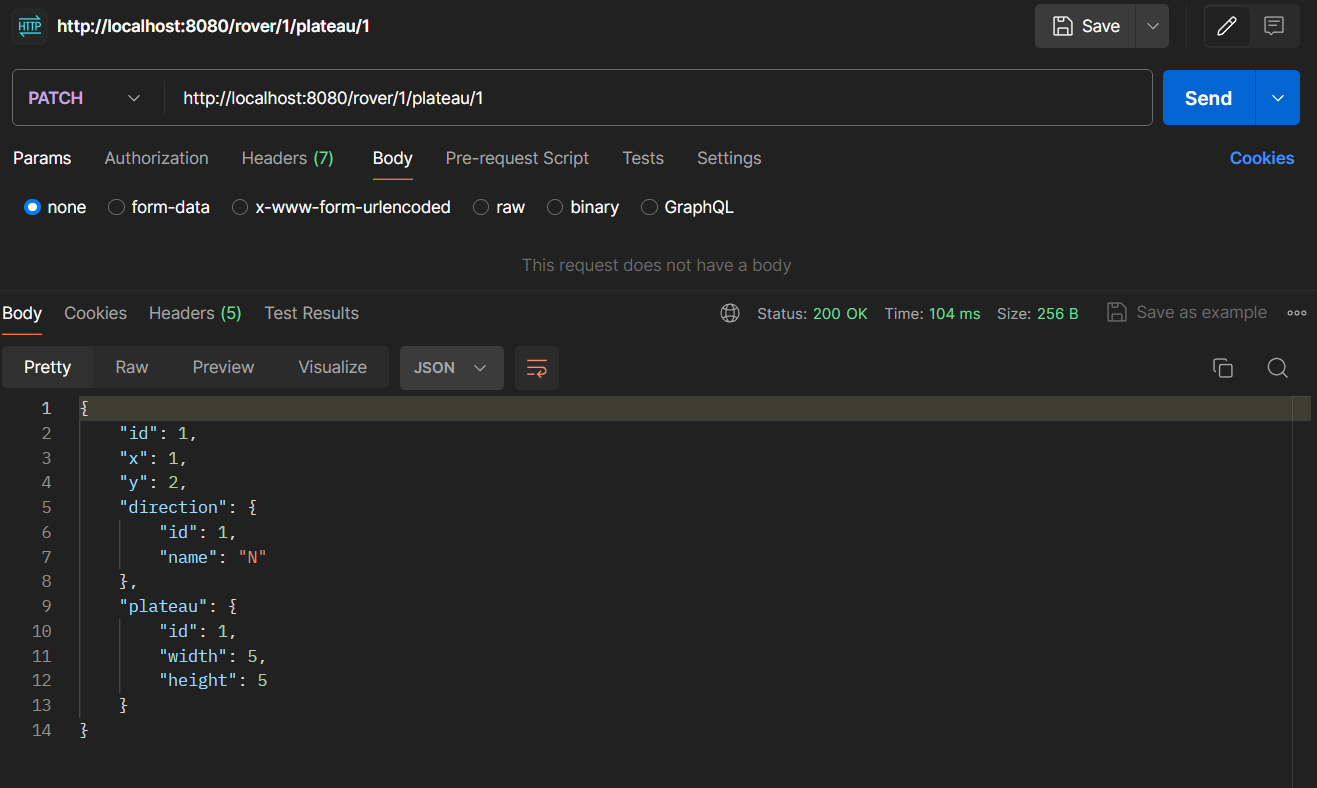 HTTP http://localhost:8080/rover/1/plateau/1 Save
PATCH http://localhost:8080/rover/1/plateau/1 Send
Params Authorization Headers (7) Body Pre-request Script Tests Settings Cookies
none form-data x-www-form-urlencoded raw binary GraphQL
This request does not have a body
Body Cookies Headers (5) Test Results Status: 200 OK Time: 104 ms Size: 256 B Save as example
Pretty Raw Preview Visualize JSON
1 {
2 "id": 1,
3 "x": 1,
4 "y": 2,
5 "direction": {
6 "id": 1,
7 "name": "N"
8 },
9 "plateau": {
10 "id": 1,
11 "width": 5,
12 "height": 5
13 }
14 }